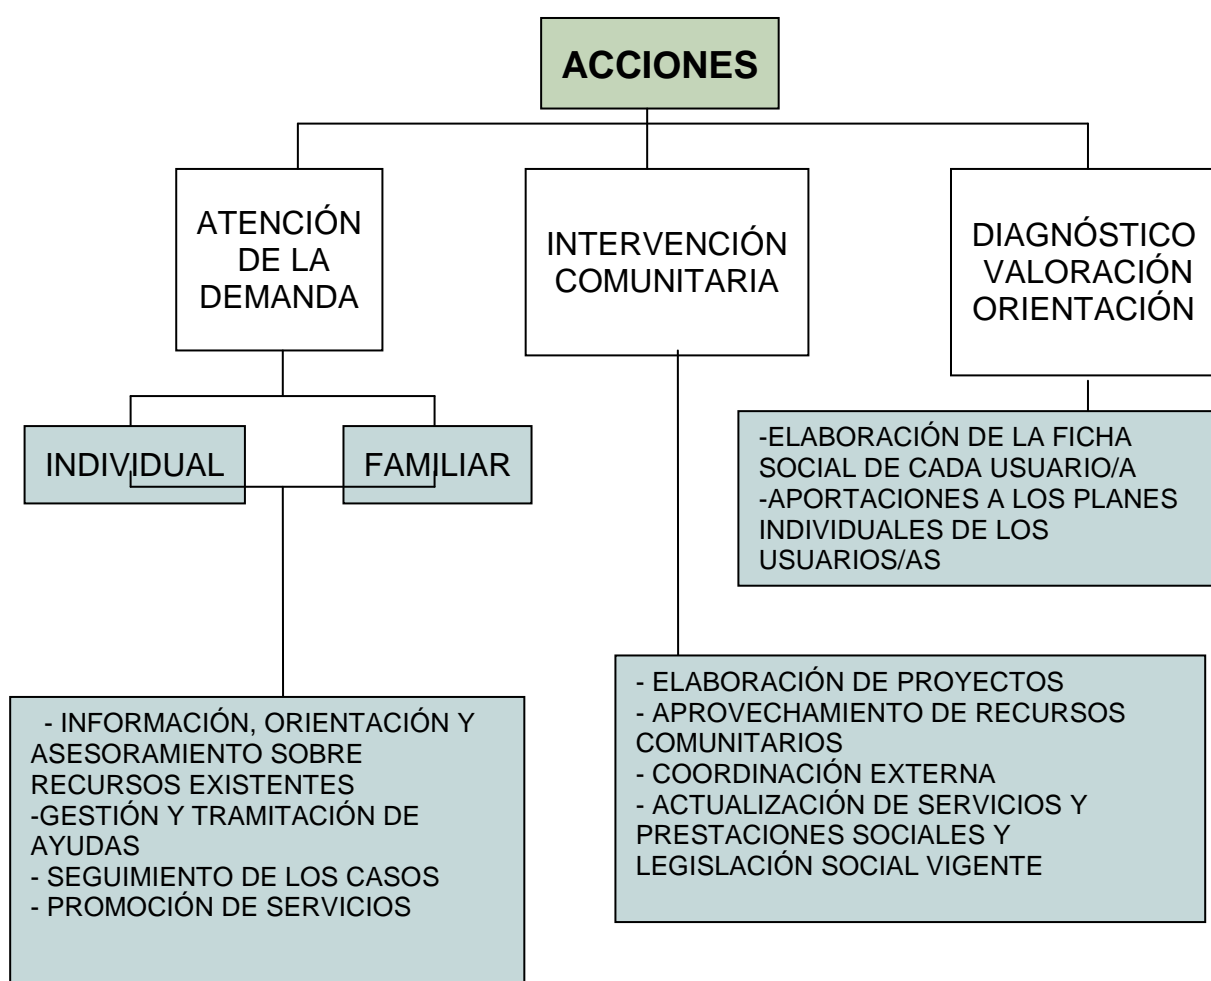 ACCIONES
ATENCIÓN
DE LA
DEMANDA
INTERVENCIÓN
COMUNITARIA
DIAGNÓSTICO
VALORACIÓN
ORIENTACIÓN
INDIVIDUAL
FAMILIAR
-ELABORACIÓN DE LA FICHA
SOCIAL DE CADA USUARIO/A
-APORTACIONES A LOS PLANES
INDIVIDUALES DE LOS
USUARIOS/AS
- INFORMACIÓN, ORIENTACIÓN Y
ASESORAMIENTO SOBRE
RECURSOS EXISTENTES
-GESTIÓN Y TRAMITACIÓN DE
AYUDAS
- SEGUIMIENTO DE LOS CASOS
- PROMOCIÓN DE SERVICIOS
- ELABORACIÓN DE PROYECTOS
- APROVECHAMIENTO DE RECURSOS
COMUNITARIOS
- COORDINACIÓN EXTERNA
- ACTUALIZACIÓN DE SERVICIOS Y
PRESTACIONES SOCIALES Y
LEGISLACIÓN SOCIAL VIGENTE